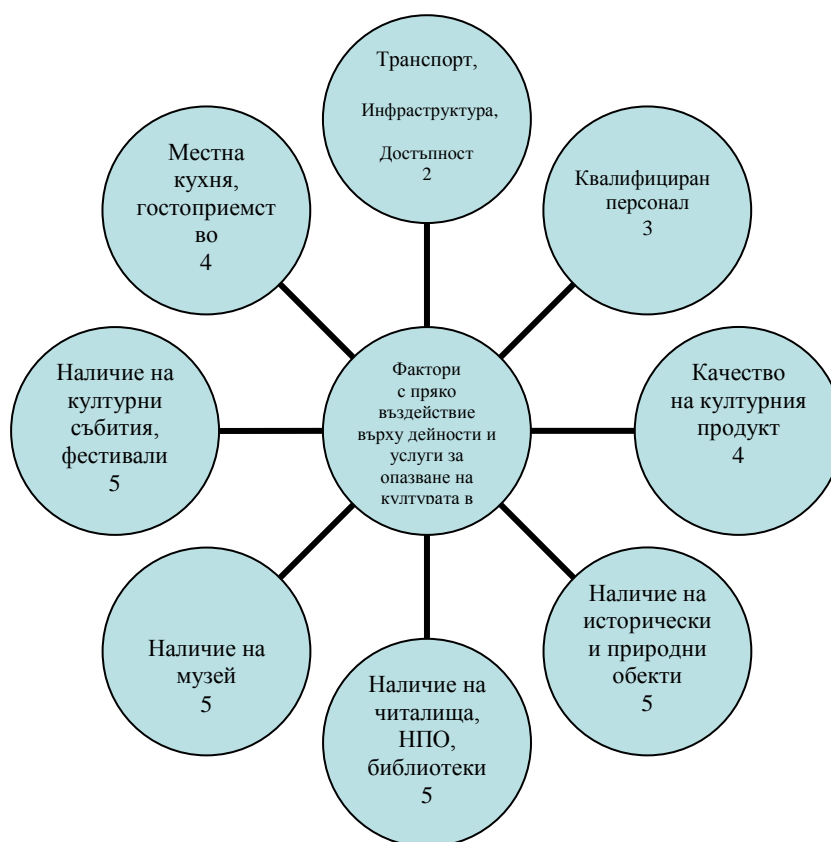 Транспорт,
Инфраструктура,
Достъпност
2
Квалифициран
персонал
3
Качество
на културния
продукт
4
Наличие на
исторически
и природни
обекти
5
Наличие на
читалища,
НПО,
библиотеки
5
Наличие на
музей
5
Наличие на
културни
събития,
фестивали
5
Местна
кухня,
гостоприемст
во
4
Фактори
с пряко
въздействие
върху дейности и
услуги за
опазване на
културата в